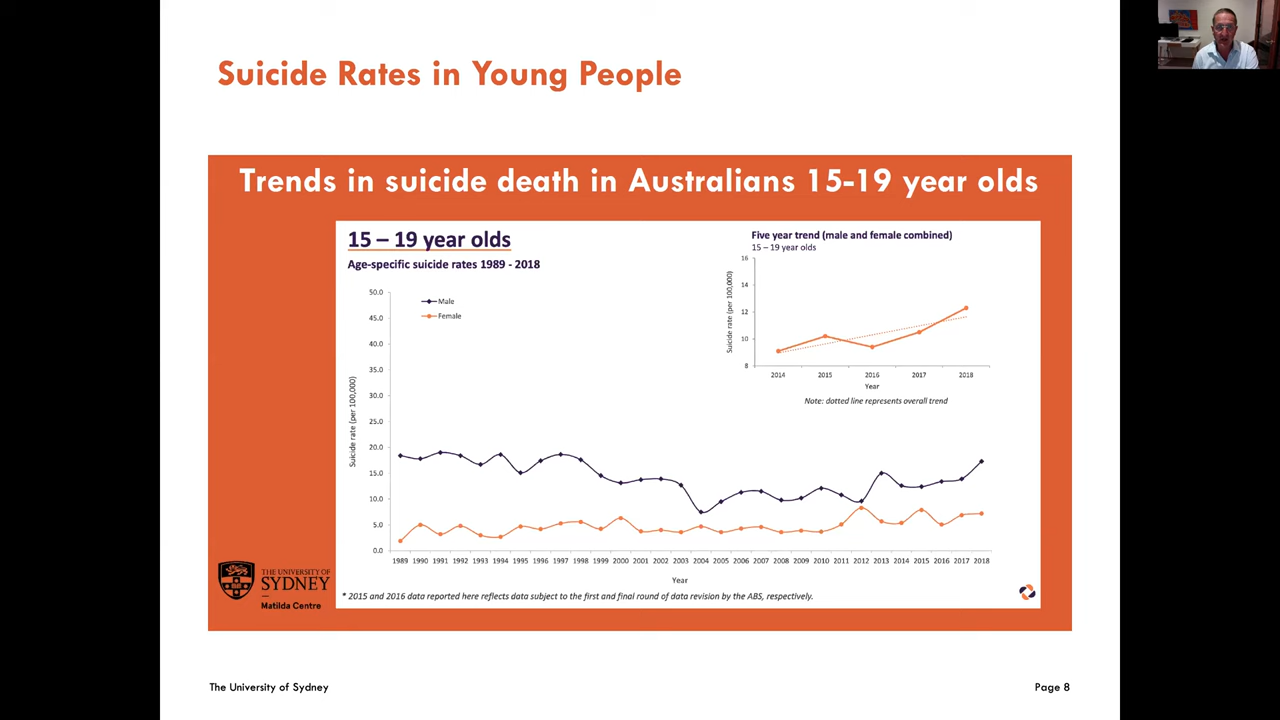 Suicide Rates in Young People
Trends in suicide death in Australians 15-19 year olds
15 – 19 year olds
Age-specific suicide rates 1989 - 2018
50.0
45.0
40.0
35.0
30.0
25.0
20.0
15.0
10.0
5.0
0.0
Suicide rate (per 100,000)
Male
Female
1989 1990 1991 1992 1993 1994 1995 1996 1997 1998 1999 2000 2001 2002 2003 2004 2005 2006 2007 2008 2009 2010 2011 2012 2013 2014 2015 2016 2017 2018
Year
Five year trend (male and female combined)
15 – 19 year olds
16
14
12
10
8
Suicide rate (per 100,000)
2014 2015 2016 2017 2018
Year
Note: dotted line represents overall trend
* 2015 and 2016 data reported here reflects data subject to the first and final round of data revision by the ABS, respectively.
THE UNIVERSITY OF
SYDNEY
Matilda Centre
The University of Sydney
Page 8